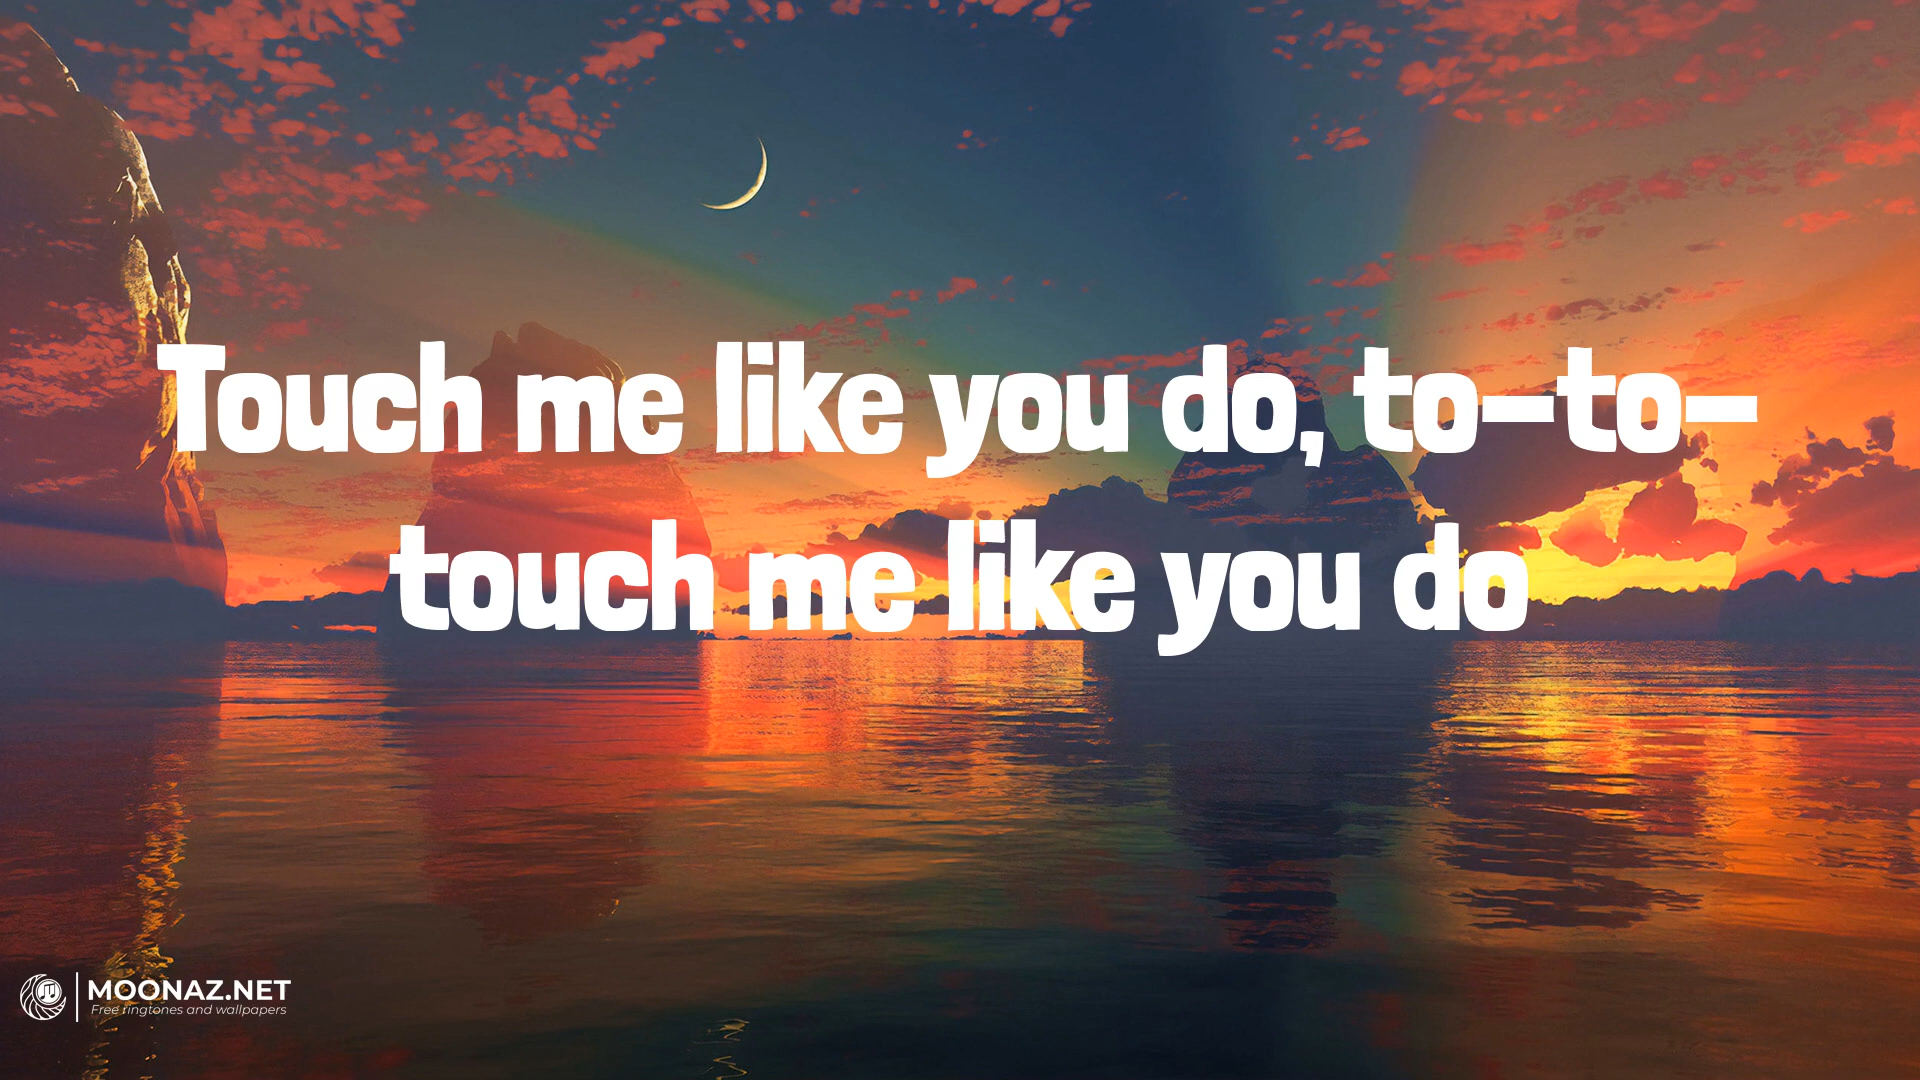 Touch me like you do, to-to-
touch me like you do
MOONAZ.NET
Free ringtones and wallpapers